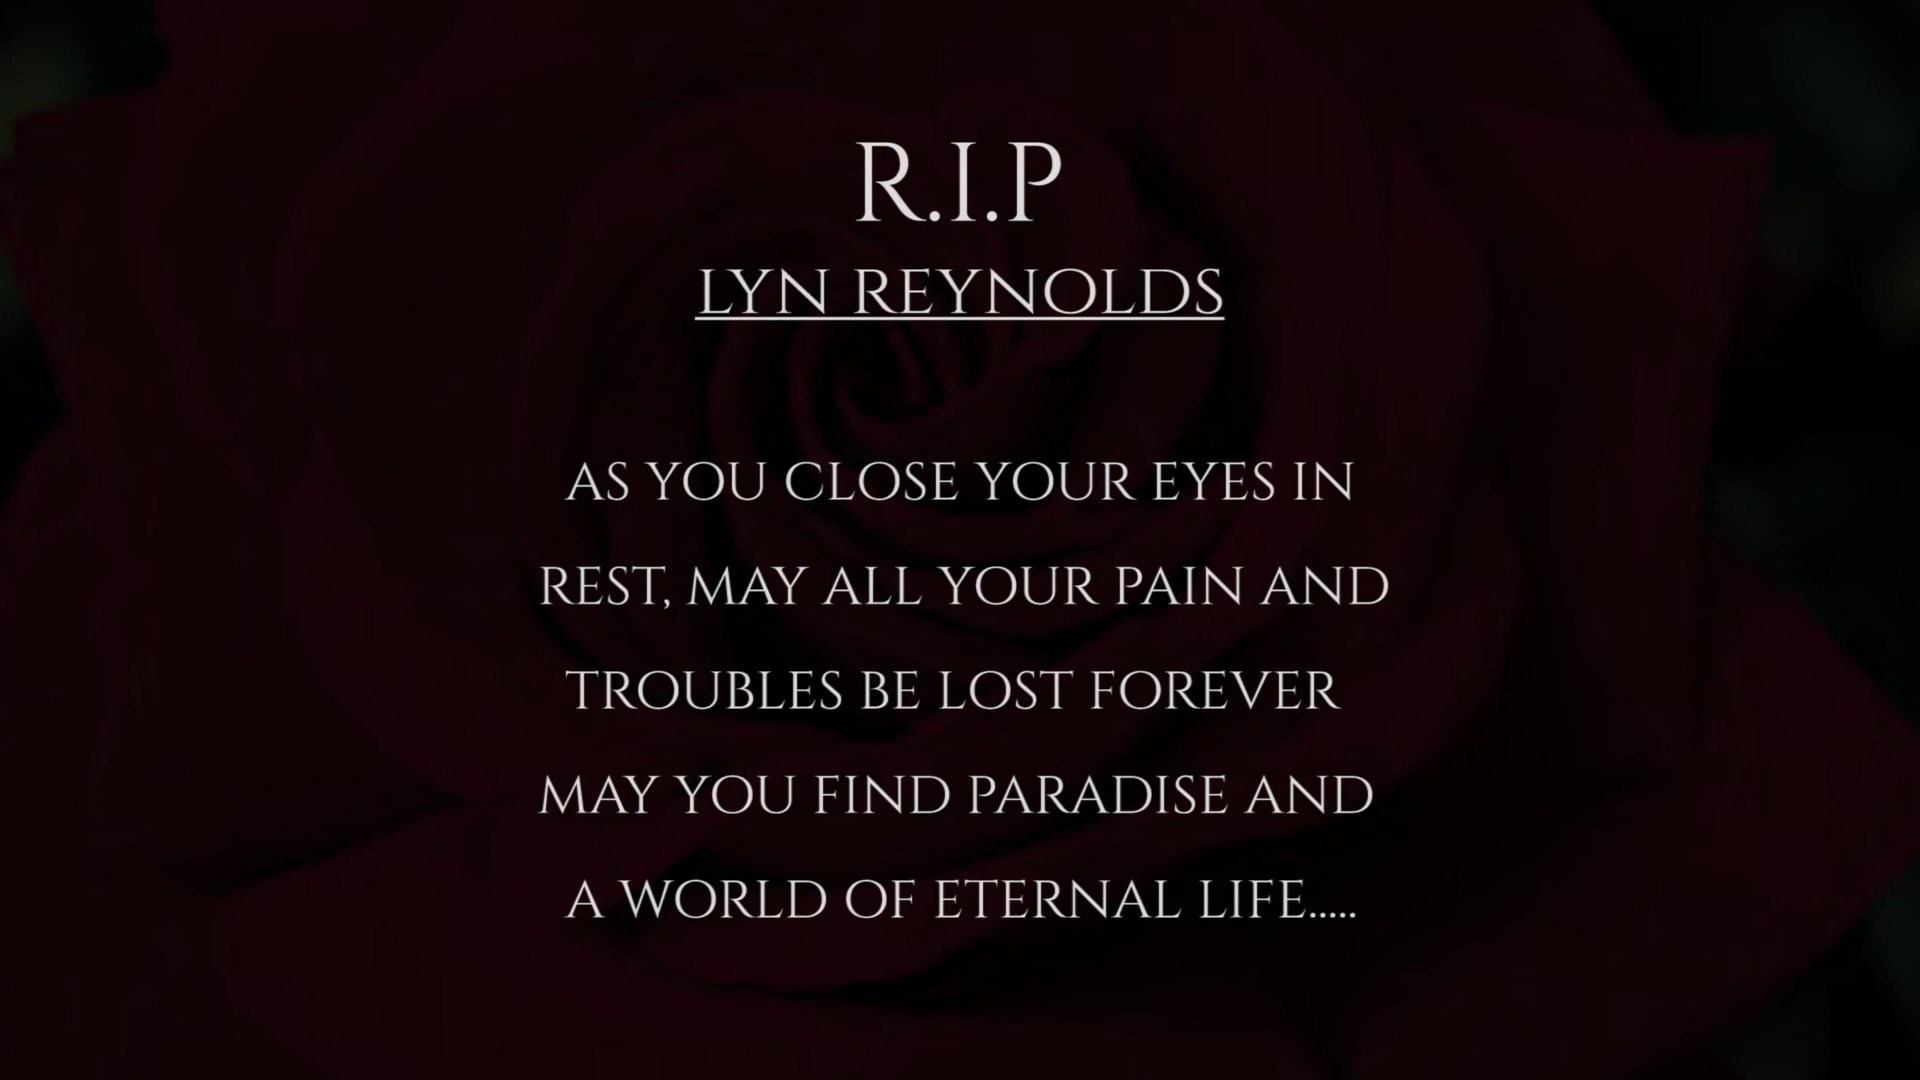 R.I.P
LYN REYNOLDS
AS YOU CLOSE YOUR EYES IN
REST, MAY ALL YOUR PAIN AND
TROUBLES BE LOST FOREVER
MAY YOU FIND PARADISE AND
A WORLD OF ETERNAL LIFE.....